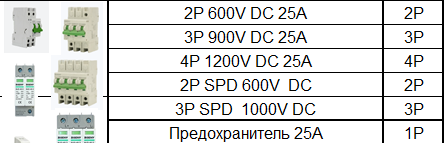 2P 600V DC 25A 2P
3P 900V DC 25A 3P
4P 1200V DC 25A 4P
2P SPD 600V  DC 2P
3P SPD  1000V DC 3P
Предохранитель 25A 1P